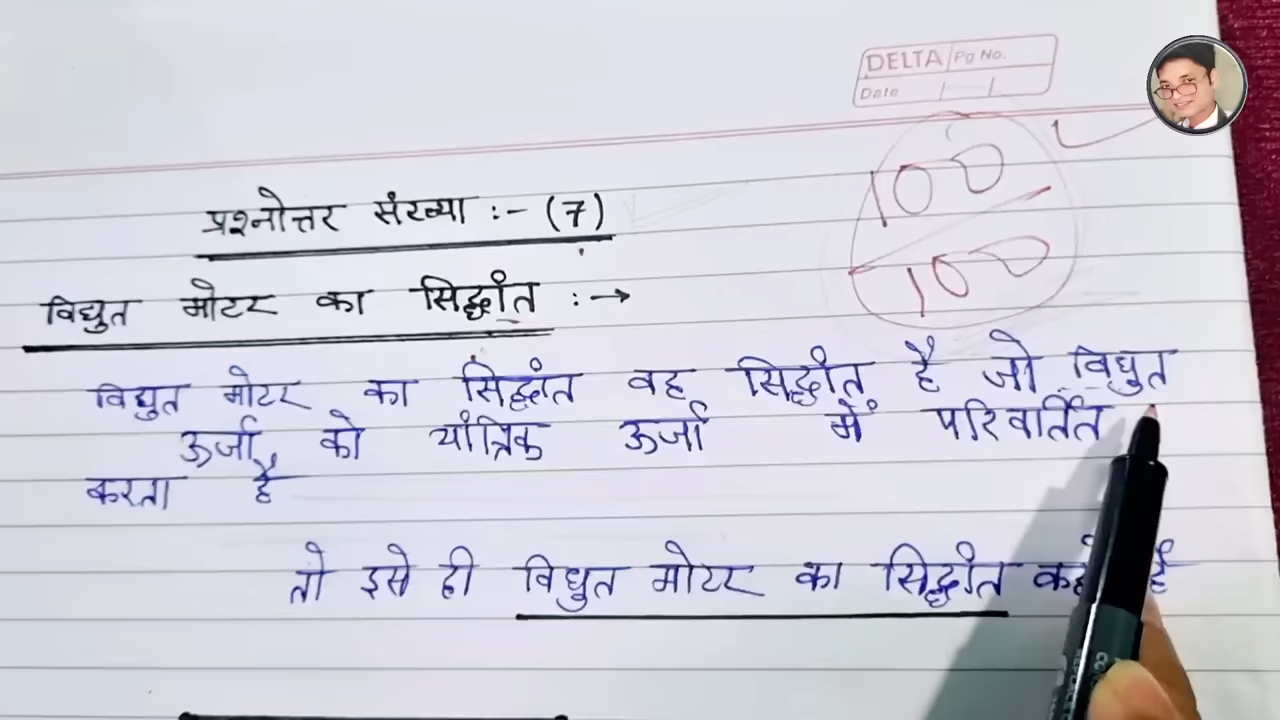 DELTA Pg No.
Date
100
100
प्रश्नोत्तर संख्या :- (7)
विद्युत मोटर का सिद्धांत :→
विद्युत मोटर का सिद्धांत वह सिद्धांत है जो विद्युत
ऊर्जा को यांत्रिक ऊर्जा में परिवर्तित
करता है
तो इसे ही विद्युत मोटर का सिद्धांत